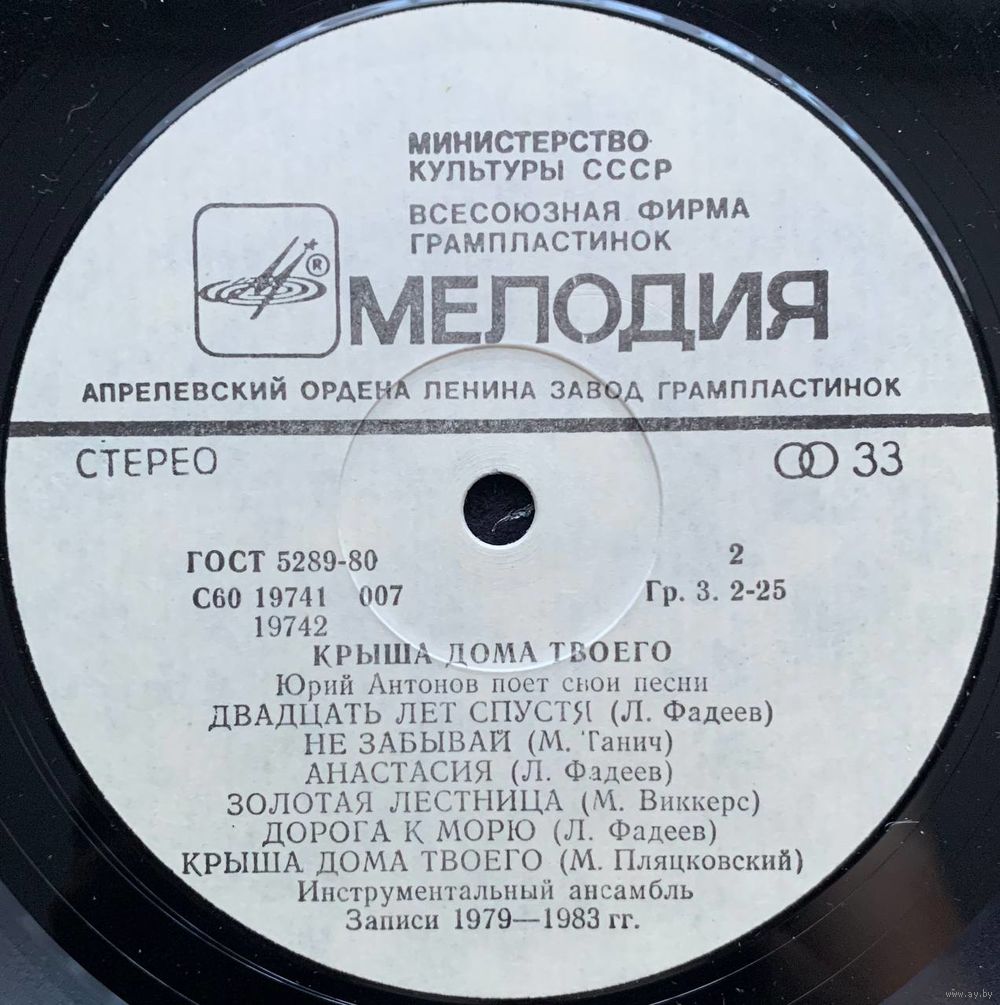 МИНИСТЕРСТВО
КУЛЬТУРЫ СССР
ВСЕСОЮЗНАЯ ФИРМА
ГРАМПЛАСТИНОК
®
МЕЛОДИЯ
АПРЕЛЕВСКИЙ ОРДЕНА ЛЕНИНА ЗАВОД ГРАМПЛАСТИНОК
СТЕРЕО 33
ГОСТ 5289-80 2
С60 19741 007 Гр. 3. 2-25
19742
КРЫША ДОМА ТВОЕГО
Юрий Антонов поет свои песни
ДВАДЦАТЬ ЛЕТ СПУСТЯ (Л. Фадеев)
НЕ ЗАБЫВАЙ (М. Танич)
АНАСТАСИЯ (Л. Фадеев)
ЗОЛОТАЯ ЛЕСТНИЦА (М. Виккерс)
ДОРОГА К МОРЮ (Л. Фадеев)
КРЫША ДОМА ТВОЕГО (М. Пляцковский)
Инструментальный ансамбль
Записи 1979—1983 гг.
www.ay.by